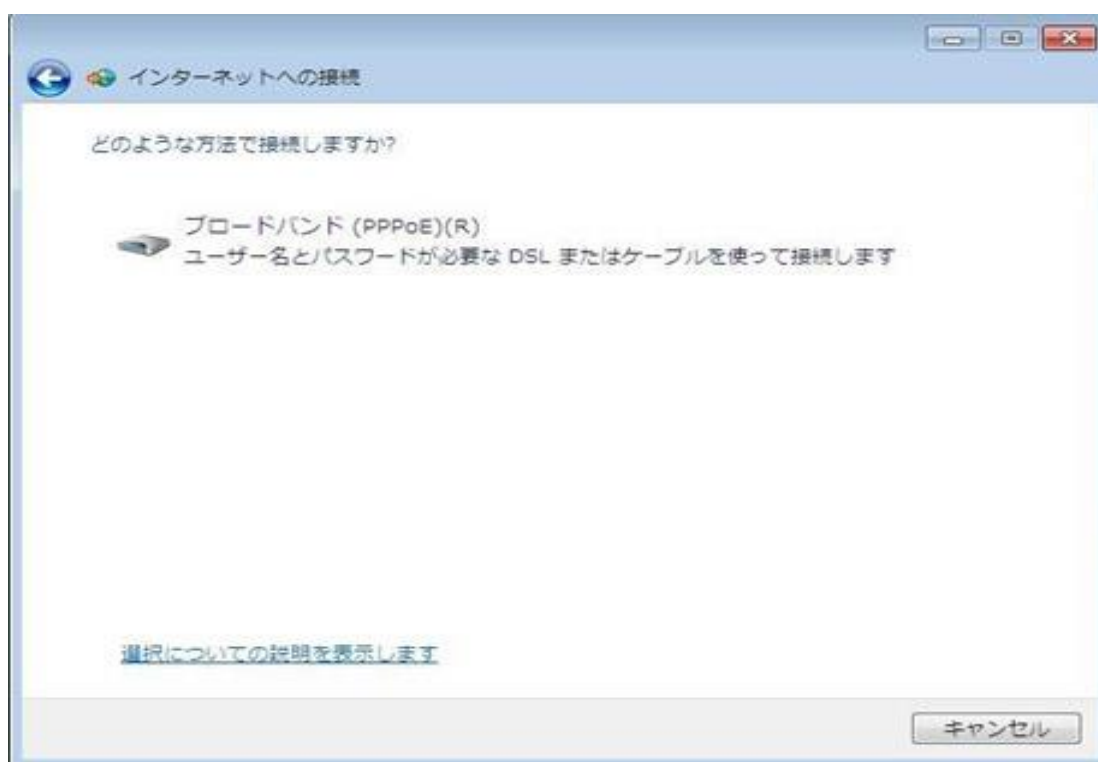 インターネットへの接続
どのような方法で接続しますか?
ブロードバンド (PPPoE)(R)
ユーザー名とパスワードが必要な DSL またはケーブルを使って接続します
選択についての説明を表示します
キャンセル